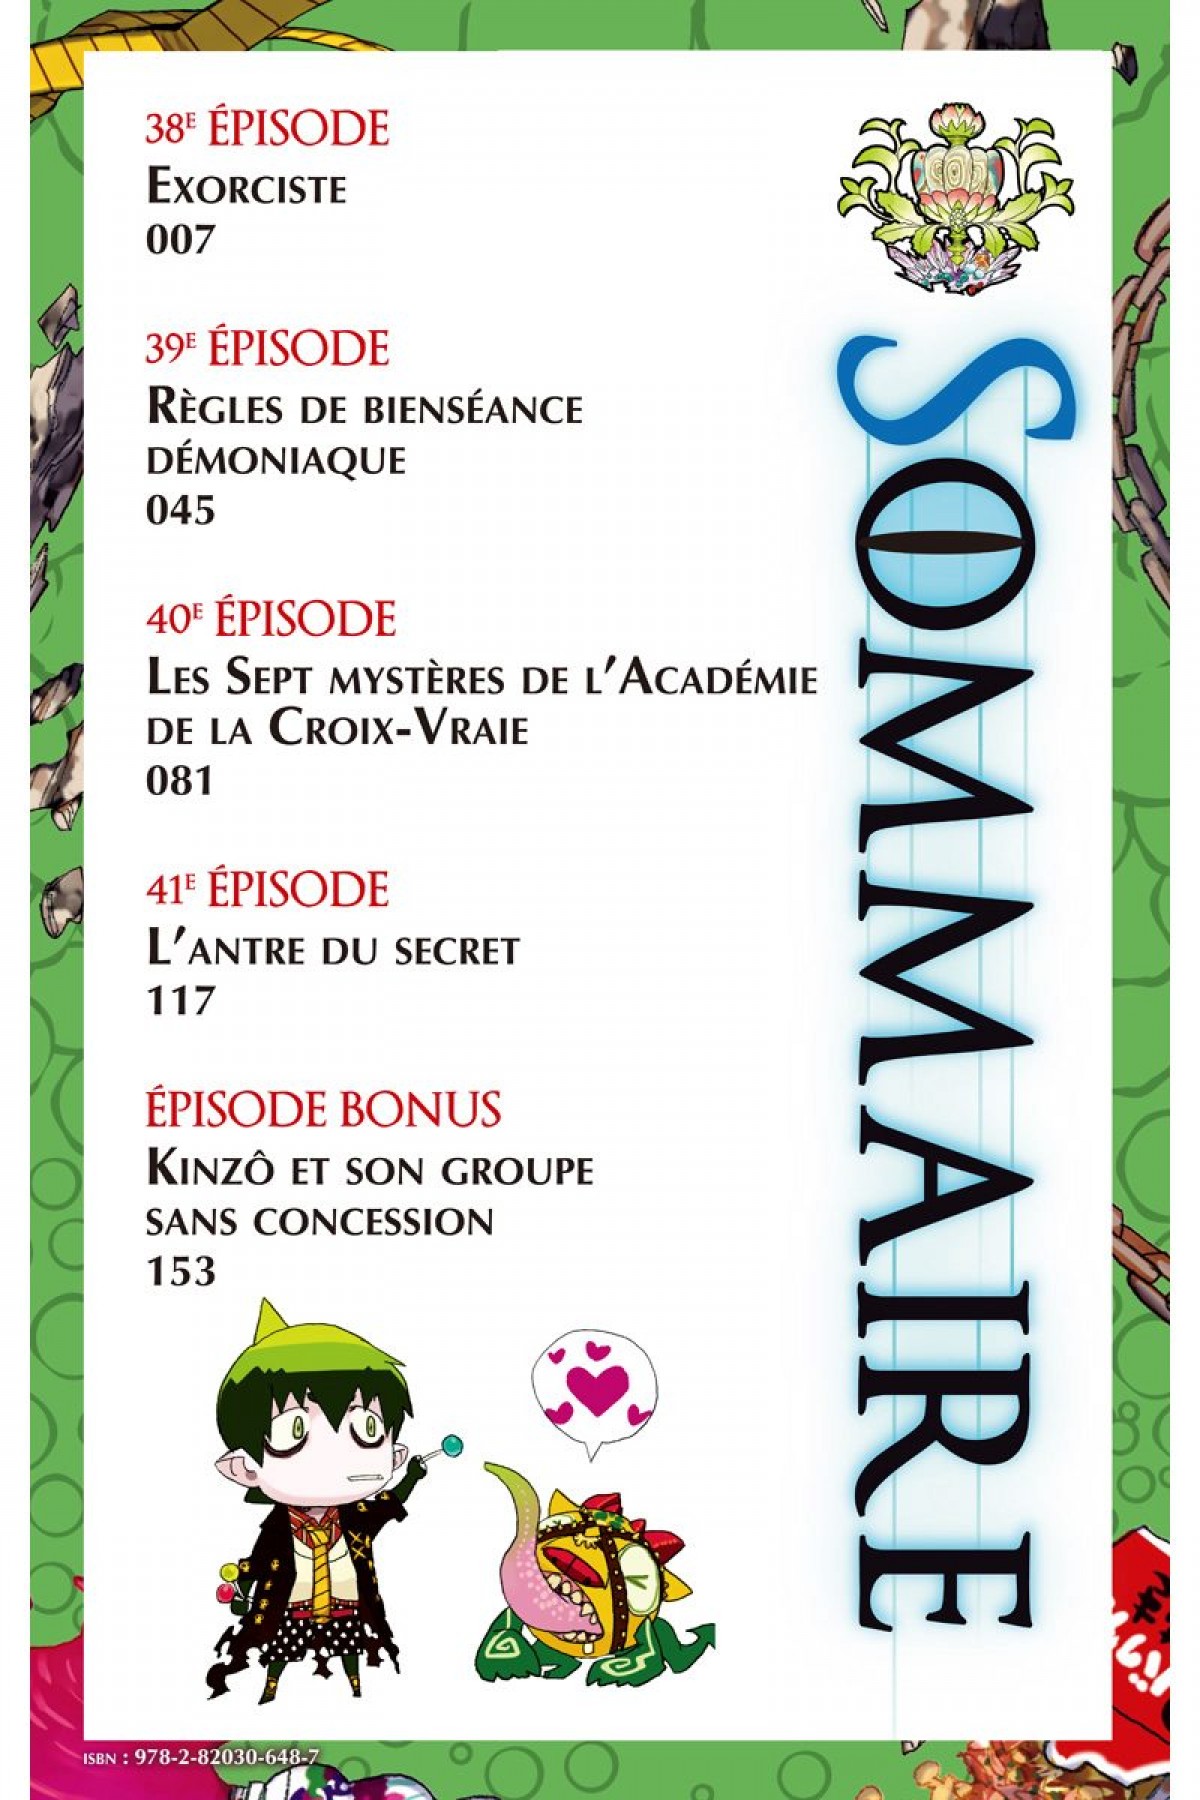 38E ÉPISODE
EXORCISTE
007
39E ÉPISODE
RÈGLES DE BIENSÉANCE
DÉMONIAQUE
045
40E ÉPISODE
LES SEPT MYSTÈRES DE L'ACADÉMIE
DE LA CROIX-VRAIE
081
41E ÉPISODE
L'ANTRE DU SECRET
117
ÉPISODE BONUS
KINZÔ ET SON GROUPE
SANS CONCESSION
153
SOMMAIRE
ISBN : 978-2-82030-648-7